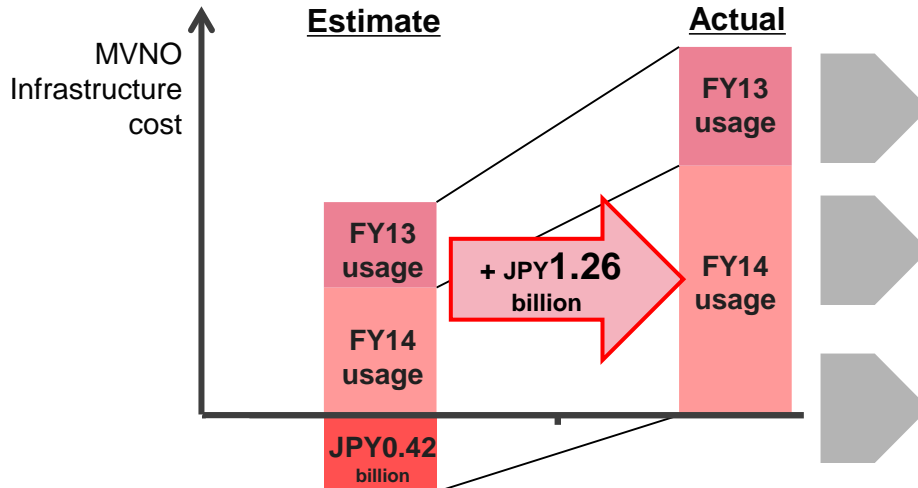 Estimate
Actual
MVNO
Infrastructure
cost
FY13
usage
FY13
usage
+ JPY1.26
billion
FY14
usage
FY14
usage
JPY0.42
billion